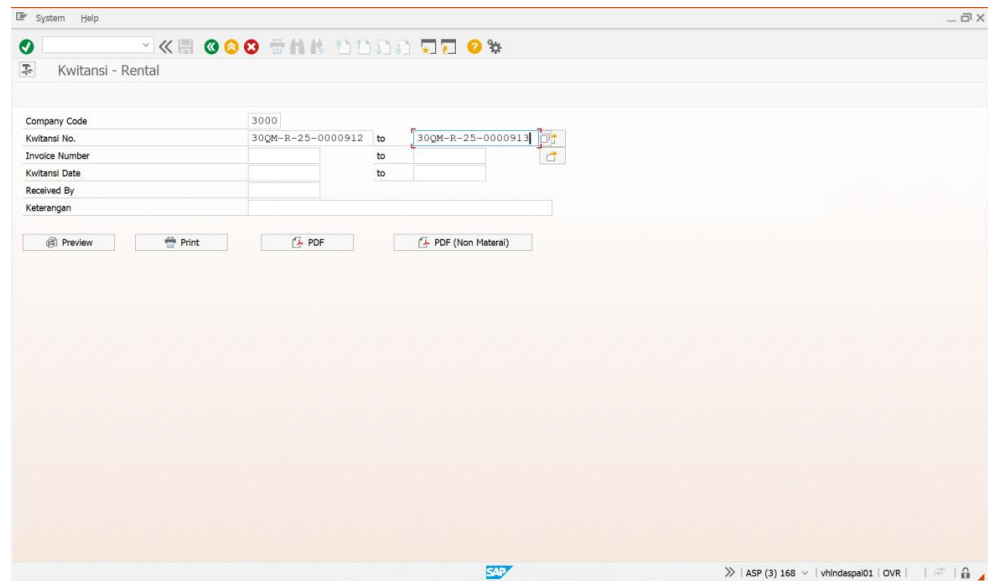 System Help
Kwitansi - Rental
Company Code 3000
Kwitansi No. 30QM-R-25-0000912 to 30QM-R-25-0000913
Invoice Number to
Kwitansi Date to
Received By
Keterangan
Preview Print PDF PDF (Non Materai)
SAP ASP (3) 168 vhindaspal01 OVR